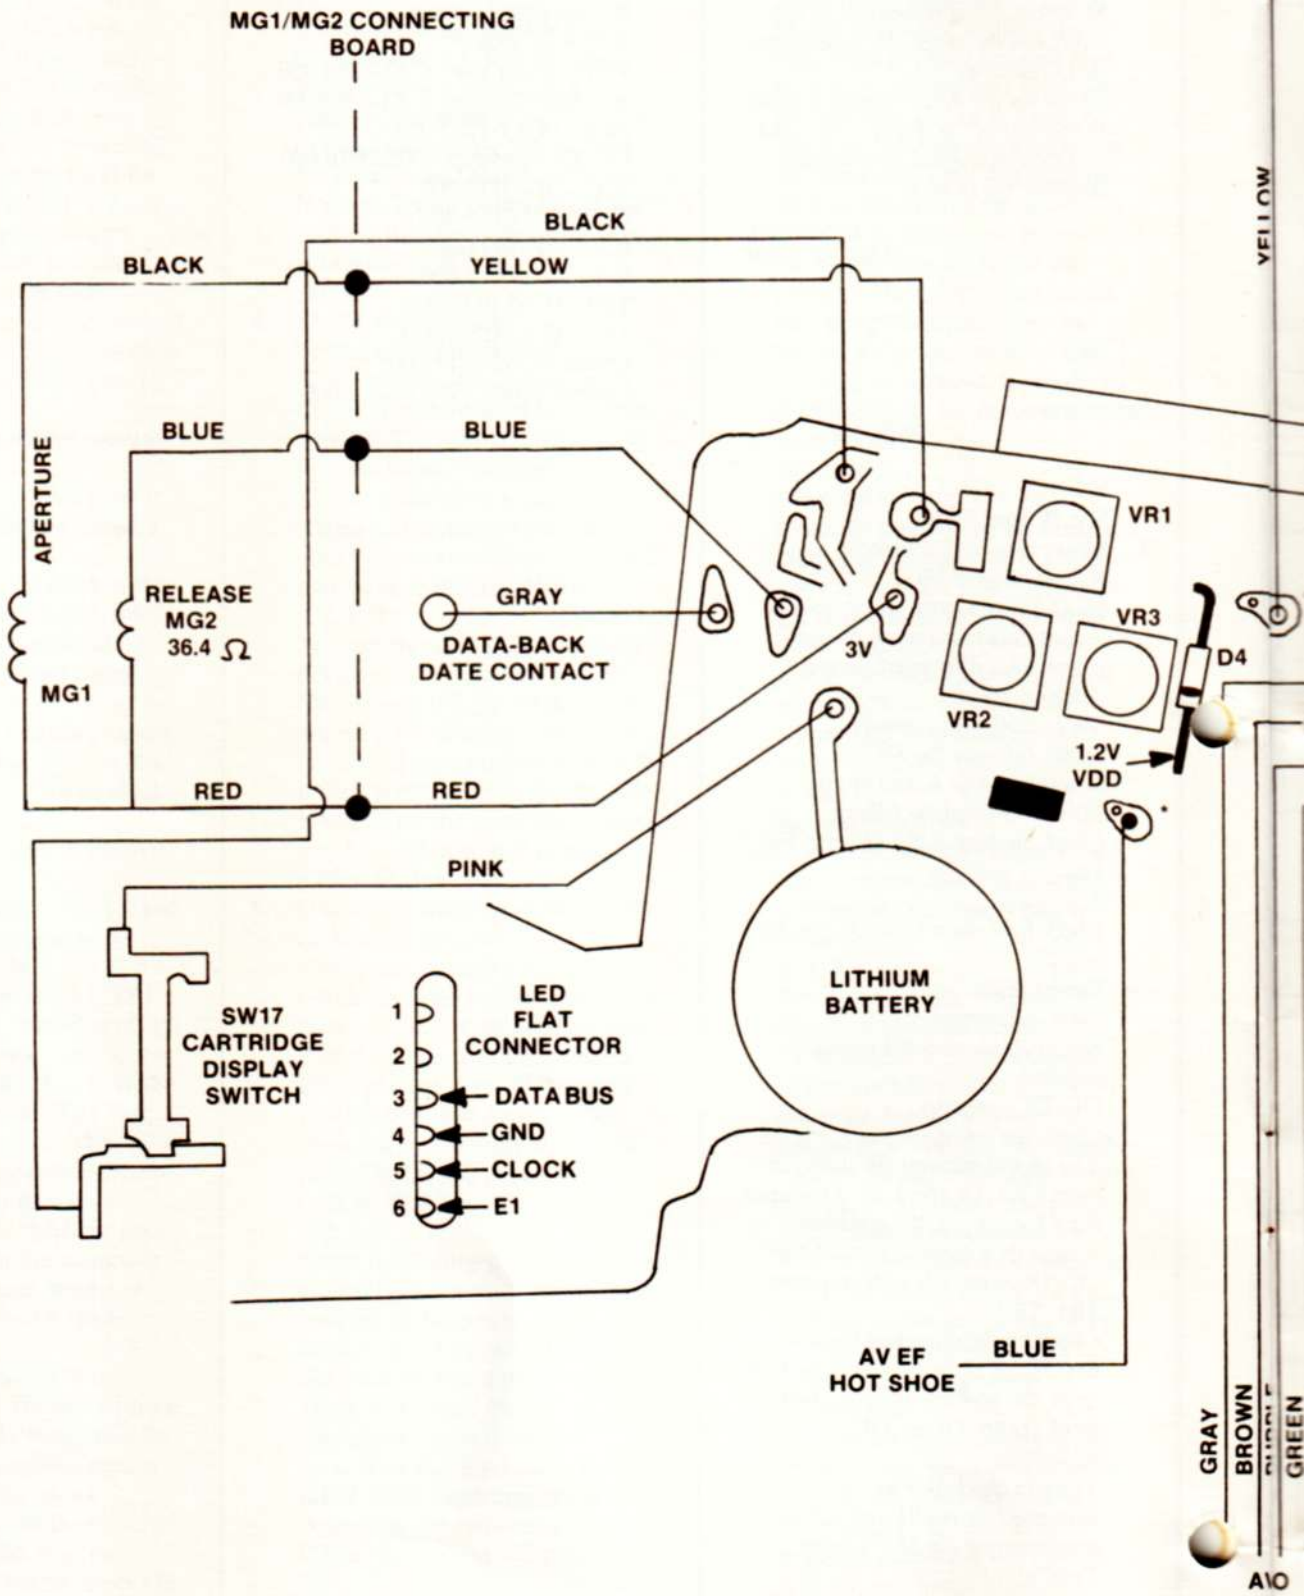 MG1/MG2 CONNECTING
BOARD
YELLOW
BLACK
BLACK
YELLOW
BLUE
BLUE
APERTURE
VR1
RELEASE
MG2
36.4 Ω
GRAY
DATA-BACK
DATE CONTACT
3V
VR3
D4
MG1
VR2
1.2V
VDD
RED
RED
*
PINK
LITHIUM
BATTERY
SW17
CARTRIDGE
DISPLAY
SWITCH
LED
FLAT
CONNECTOR
1
2
3 DATA BUS
4 GND
5 CLOCK
6 E1
AV EF
HOT SHOE
BLUE
GRAY
BROWN
PURPLE
GREEN